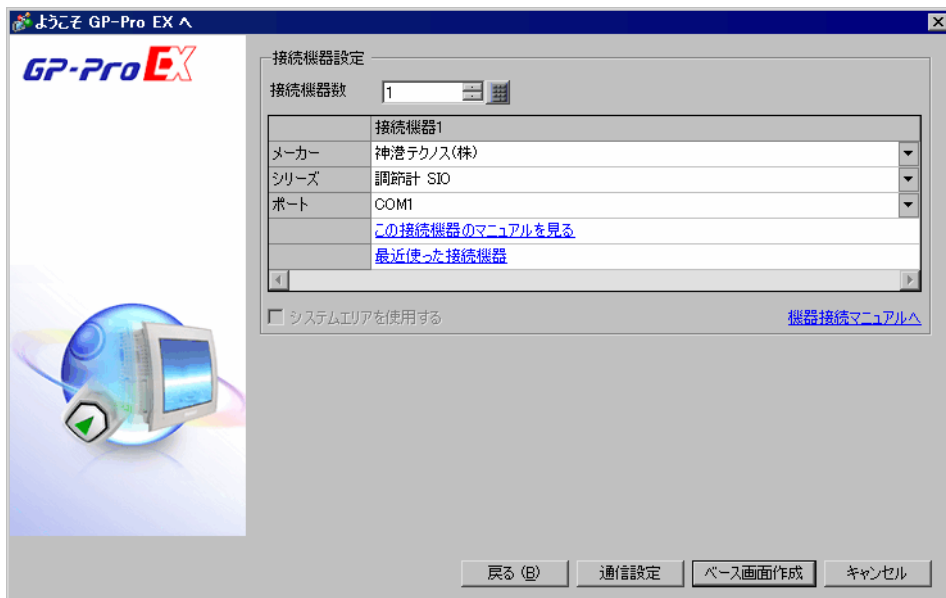 ようこそ GP-Pro EX へ
GP-Pro EX
接続機器設定
接続機器数 1
接続機器1
メーカー 神港テクノス(株)
シリーズ 調節計 SIO
ポート COM1
この接続機器のマニュアルを見る
最近使った接続機器
システムエリアを使用する 機器接続マニュアルへ
戻る (B) 通信設定 ベース画面作成 キャンセル